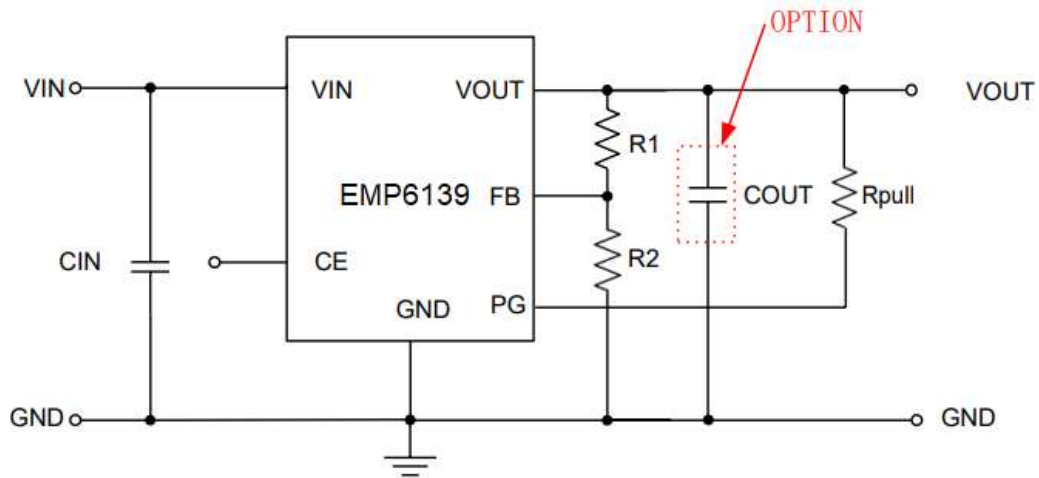 OPTION
VIN
VIN
VOUT
VOUT
R1
EMP6139
FB
COUT
Rpull
CIN
CE
R2
GND
PG
GND
GND